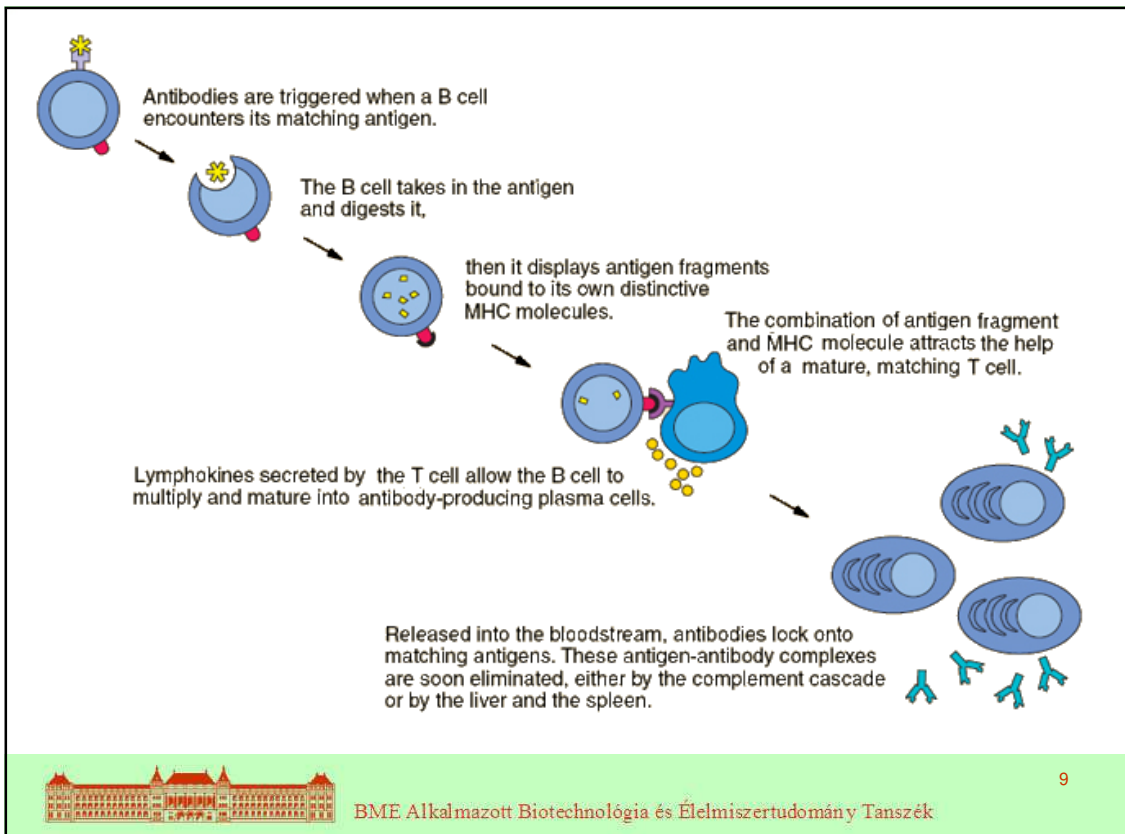 Antibodies are triggered when a B cell
encounters its matching antigen.
The B cell takes in the antigen
and digests it,
then it displays antigen fragments
bound to its own distinctive
MHC molecules.
The combination of antigen fragment
and MHC molecule attracts the help
of a mature, matching T cell.
Lymphokines secreted by the T cell allow the B cell to
multiply and mature into antibody-producing plasma cells.
Released into the bloodstream, antibodies lock onto
matching antigens. These antigen-antibody complexes
are soon eliminated, either by the complement cascade
or by the liver and the spleen.
9
BME Alkalmazott Biotechnológia és Élelmiszertudomány Tanszék